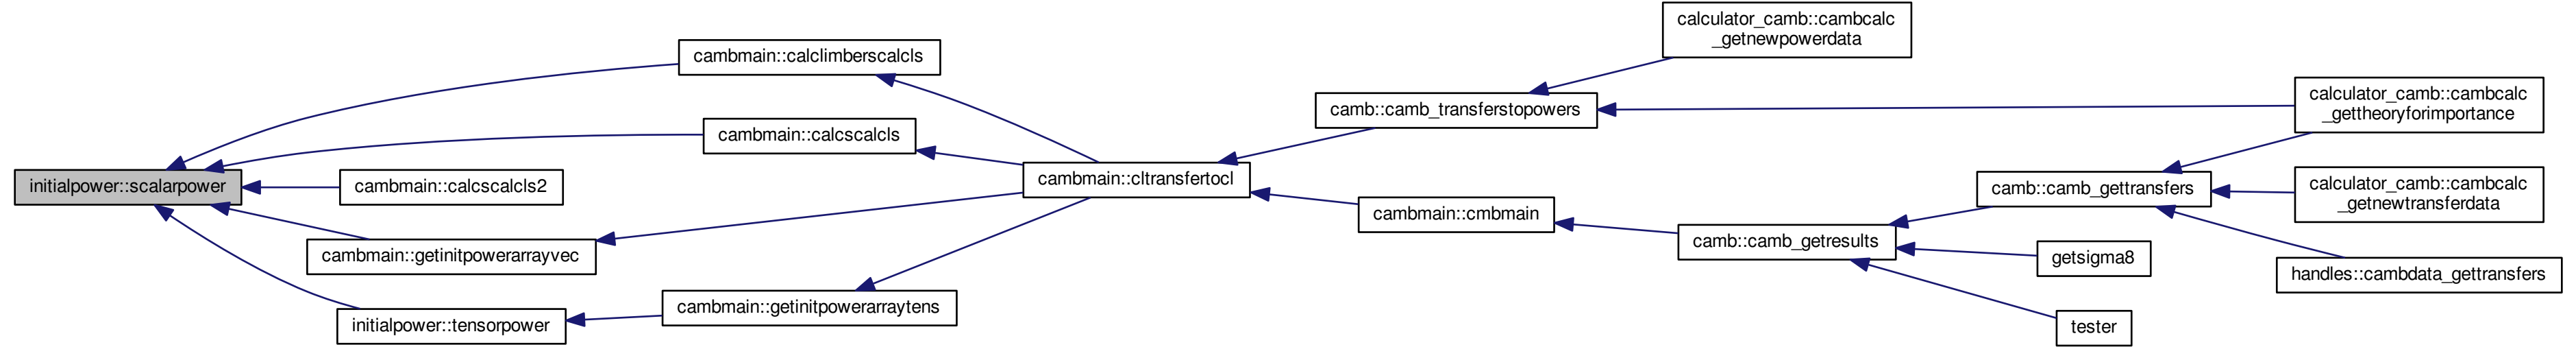 initialpower::scalarpower
cambmain::calclimberscalcls
cambmain::calcscalcls
cambmain::calcscalcls2
cambmain::getinitpowerarrayvec
initialpower::tensorpower
cambmain::getinitpowerarraytens
cambmain::cltransfertocl
camb::camb_transferstopowers
cambmain::cmbmain
calculator_camb::cambcalc
_getnewpowerdata
camb::camb_getresults
camb::camb_gettransfers
getsigma8
tester
calculator_camb::cambcalc
_gettheoryforimportance
calculator_camb::cambcalc
_getnewtransferdata
handles::cambdata_gettransfers